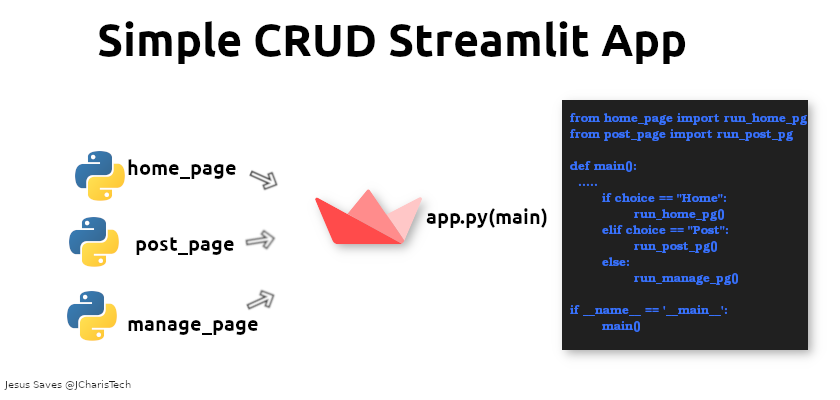 Simple CRUD Streamlit App
home_page
post_page
manage_page
app.py(main)
from home_page import run_home_pg
from post_page import run_post_pg
def main():
.....
if choice == "Home":
run_home_pg()
elif choice == "Post":
run_post_pg()
else:
run_manage_pg()
if __name__ == '__main__':
main()
Jesus Saves @JCharisTech